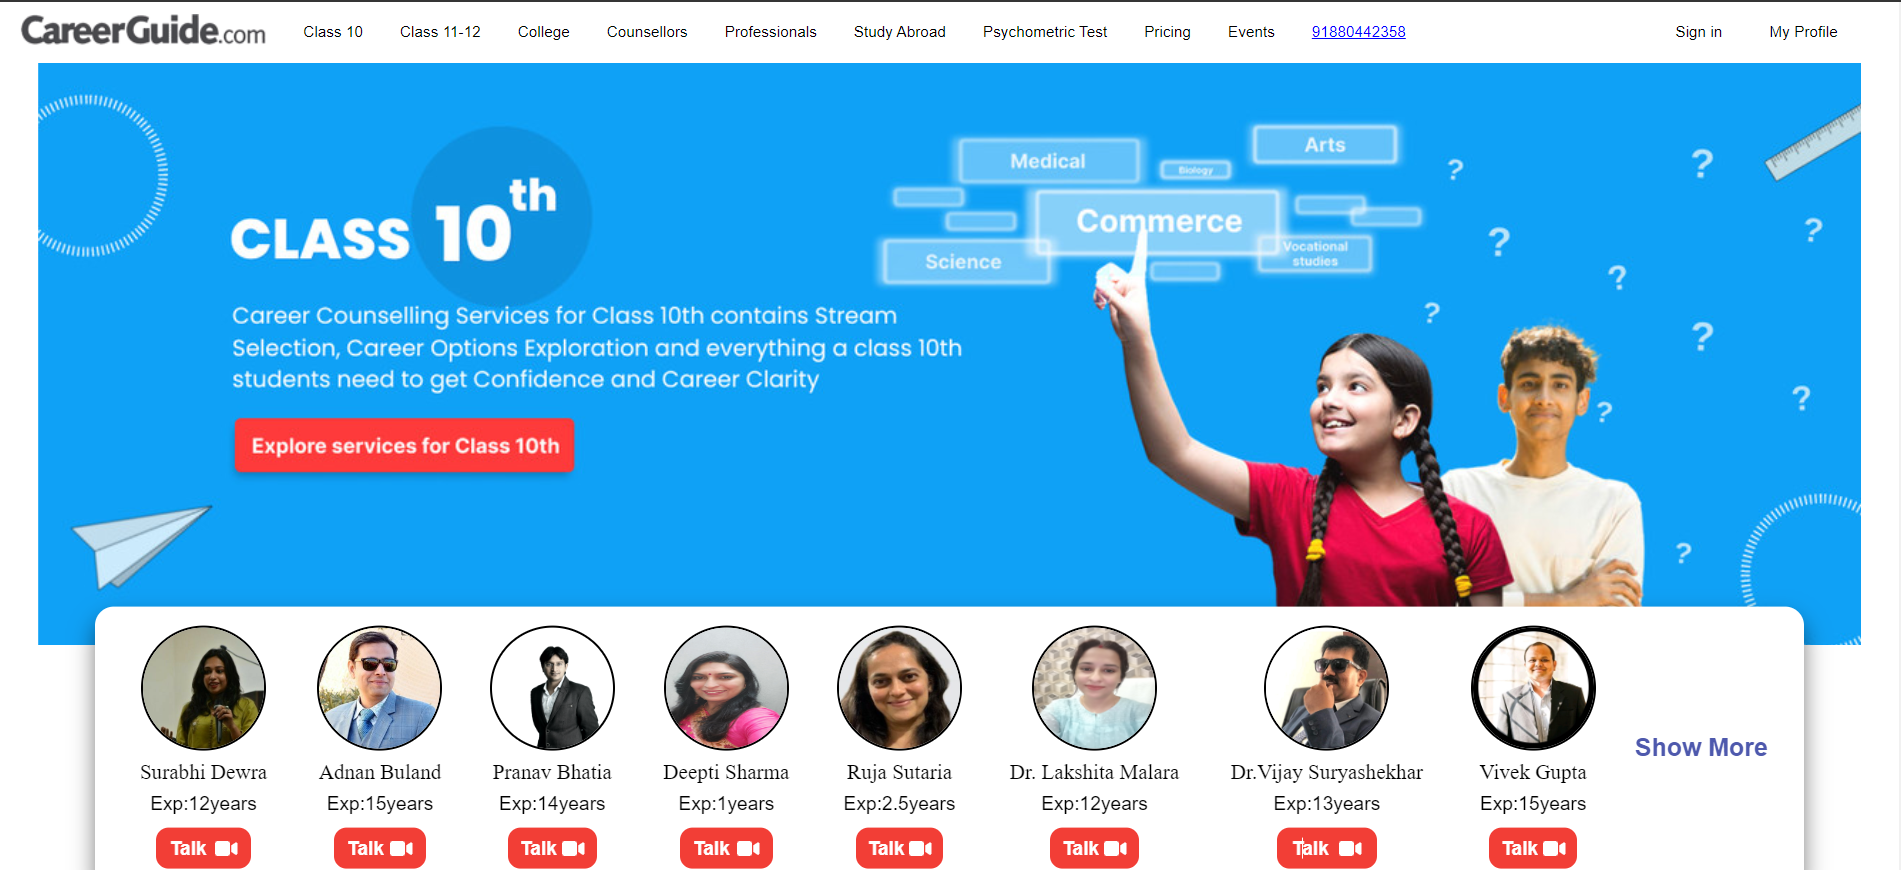 CareerGuide.com
Class 10 Class 11-12 College Counsellors Professionals Study Abroad Psychometric Test Pricing Events 91880442358 Sign in My Profile
CLASS 10th
Career Counselling Services for Class 10th contains Stream
Selection, Career Options Exploration and everything a class 10th
students need to get Confidence and Career Clarity
Explore services for Class 10th
Medical
Biology
Arts
Commerce
Science
Vocational
studies
? ? ? ? ? ? ? ? ? ?
Surabhi Dewra
Exp:12years
Talk
Adnan Buland
Exp:15years
Talk
Pranav Bhatia
Exp:14years
Talk
Deepti Sharma
Exp:1years
Talk
Ruja Sutaria
Exp:2.5years
Talk
Dr. Lakshita Malara
Exp:12years
Talk
Dr.Vijay Suryashekhar
Exp:13years
Talk
Vivek Gupta
Exp:15years
Talk
Show More